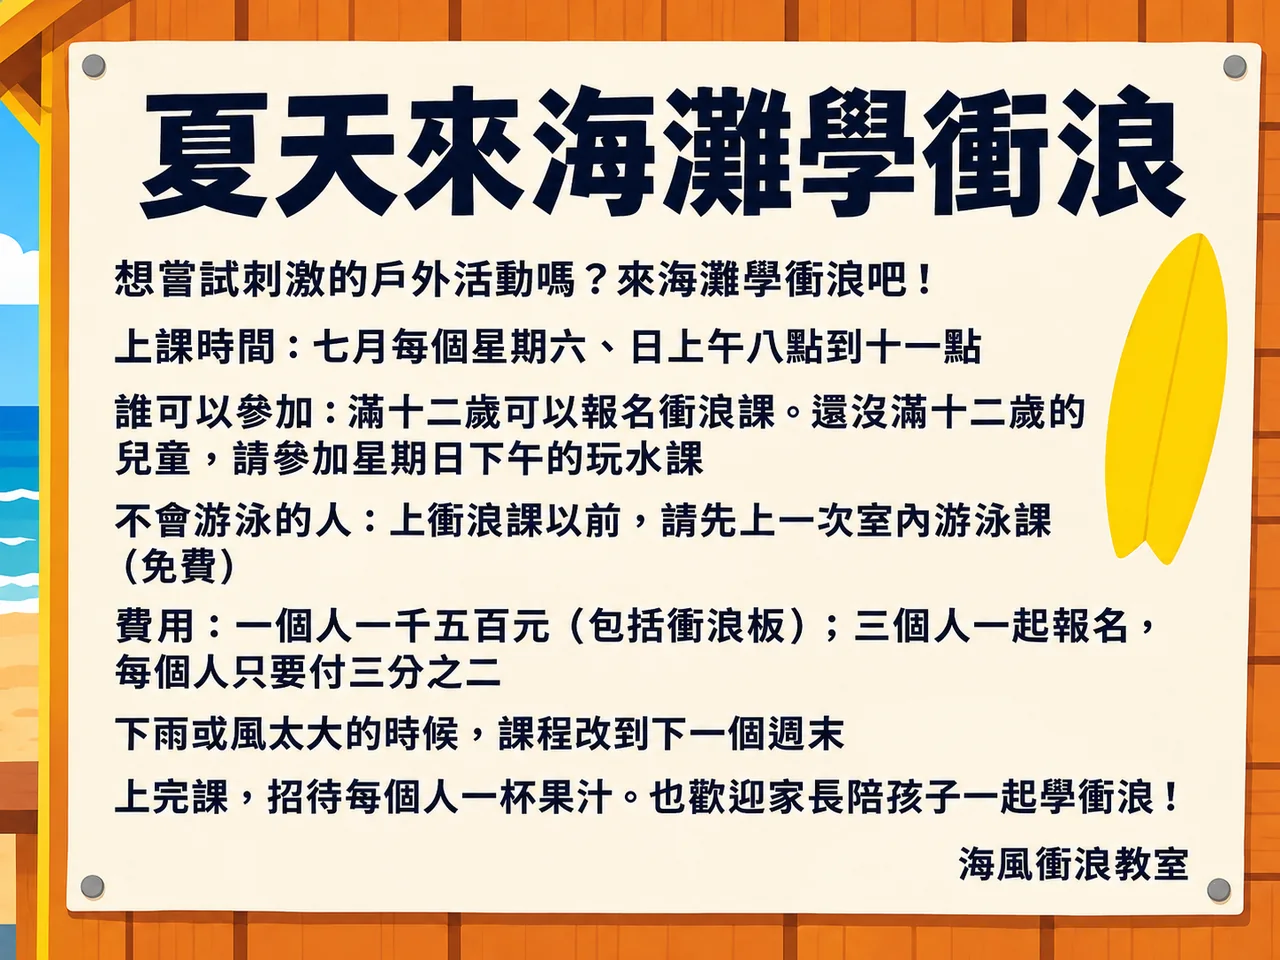 夏天來海灘學衝浪
想嘗試刺激的戶外活動嗎？來海灘學衝浪吧！
上課時間：七月每個星期六、日上午八點到十一點
誰可以參加：滿十二歲可以報名衝浪課。還沒滿十二歲的
兒童，請參加星期日下午的玩水課
不會游泳的人：上衝浪課以前，請先上一次室內游泳課
（免費）
費用：一個人一千五百元（包括衝浪板）；三個人一起報名，
每個人只要付三分之二
下雨或風太大的時候，課程改到下一個週末
上完課，招待每個人一杯果汁。也歡迎家長陪孩子一起學衝浪！
海風衝浪教室